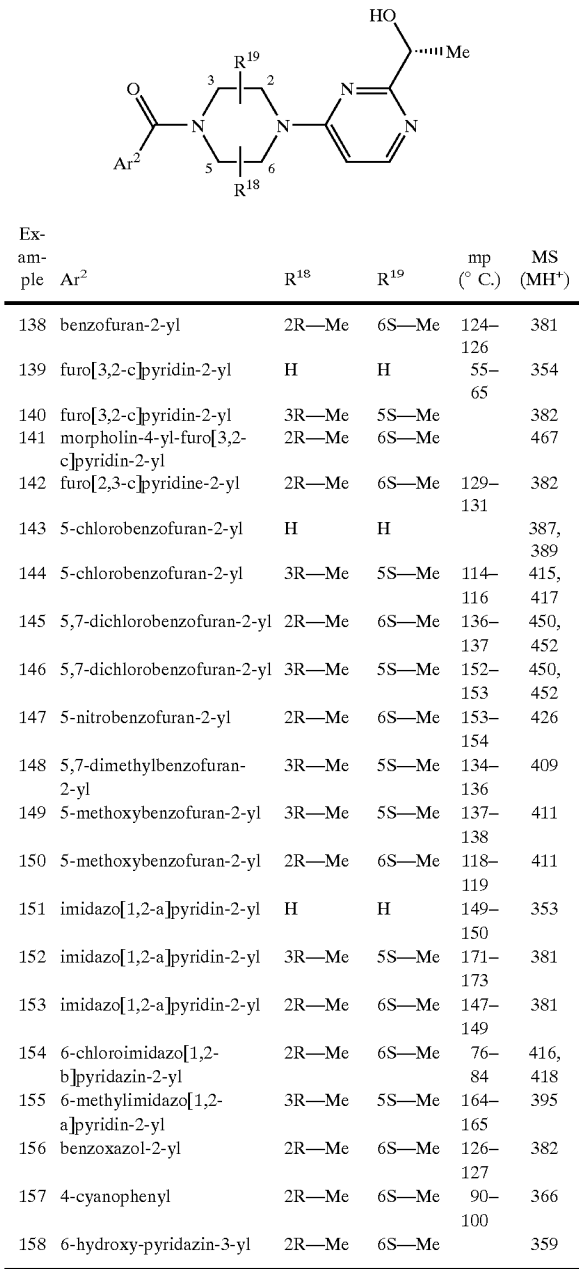 HO
R19
3 2
Me
O
N
N
N
N
Ar2
5 6
R18
Ex-
am- mp MS
ple Ar2 R18 R19 (° C.) (MH+)
138 benzofuran-2-yl 2R—Me 6S—Me 124– 381
126
139 furo[3,2-c]pyridin-2-yl H H 55– 354
65
140 furo[3,2-c]pyridin-2-yl 3R—Me 5S—Me 382
141 morpholin-4-yl-furo[3,2- 2R—Me 6S—Me 467
c]pyridin-2-yl
142 furo[2,3-c]pyridine-2-yl 2R—Me 6S—Me 129– 382
131
143 5-chlorobenzofuran-2-yl H H 387,
389
144 5-chlorobenzofuran-2-yl 3R—Me 5S—Me 114– 415,
116 417
145 5,7-dichlorobenzofuran-2-yl 2R—Me 6S—Me 136– 450,
137 452
146 5,7-dichlorobenzofuran-2-yl 3R—Me 5S—Me 152– 450,
153 452
147 5-nitrobenzofuran-2-yl 2R—Me 6S—Me 153– 426
154
148 5,7-dimethylbenzofuran- 3R—Me 5S—Me 134– 409
2-yl 136
149 5-methoxybenzofuran-2-yl 3R—Me 5S—Me 137– 411
138
150 5-methoxybenzofuran-2-yl 2R—Me 6S—Me 118– 411
119
151 imidazo[1,2-a]pyridin-2-yl H H 149– 353
150
152 imidazo[1,2-a]pyridin-2-yl 3R—Me 5S—Me 171– 381
173
153 imidazo[1,2-a]pyridin-2-yl 2R—Me 6S—Me 147– 381
149
154 6-chloroimidazo[1,2- 2R—Me 6S—Me 76– 416,
b]pyridazin-2-yl 84 418
155 6-methylimidazo[1,2- 3R—Me 5S—Me 164– 395
a]pyridin-2-yl 165
156 benzoxazol-2-yl 2R—Me 6S—Me 126– 382
127
157 4-cyanophenyl 2R—Me 6S—Me 90– 366
100
158 6-hydroxy-pyridazin-3-yl 2R—Me 6S—Me 359